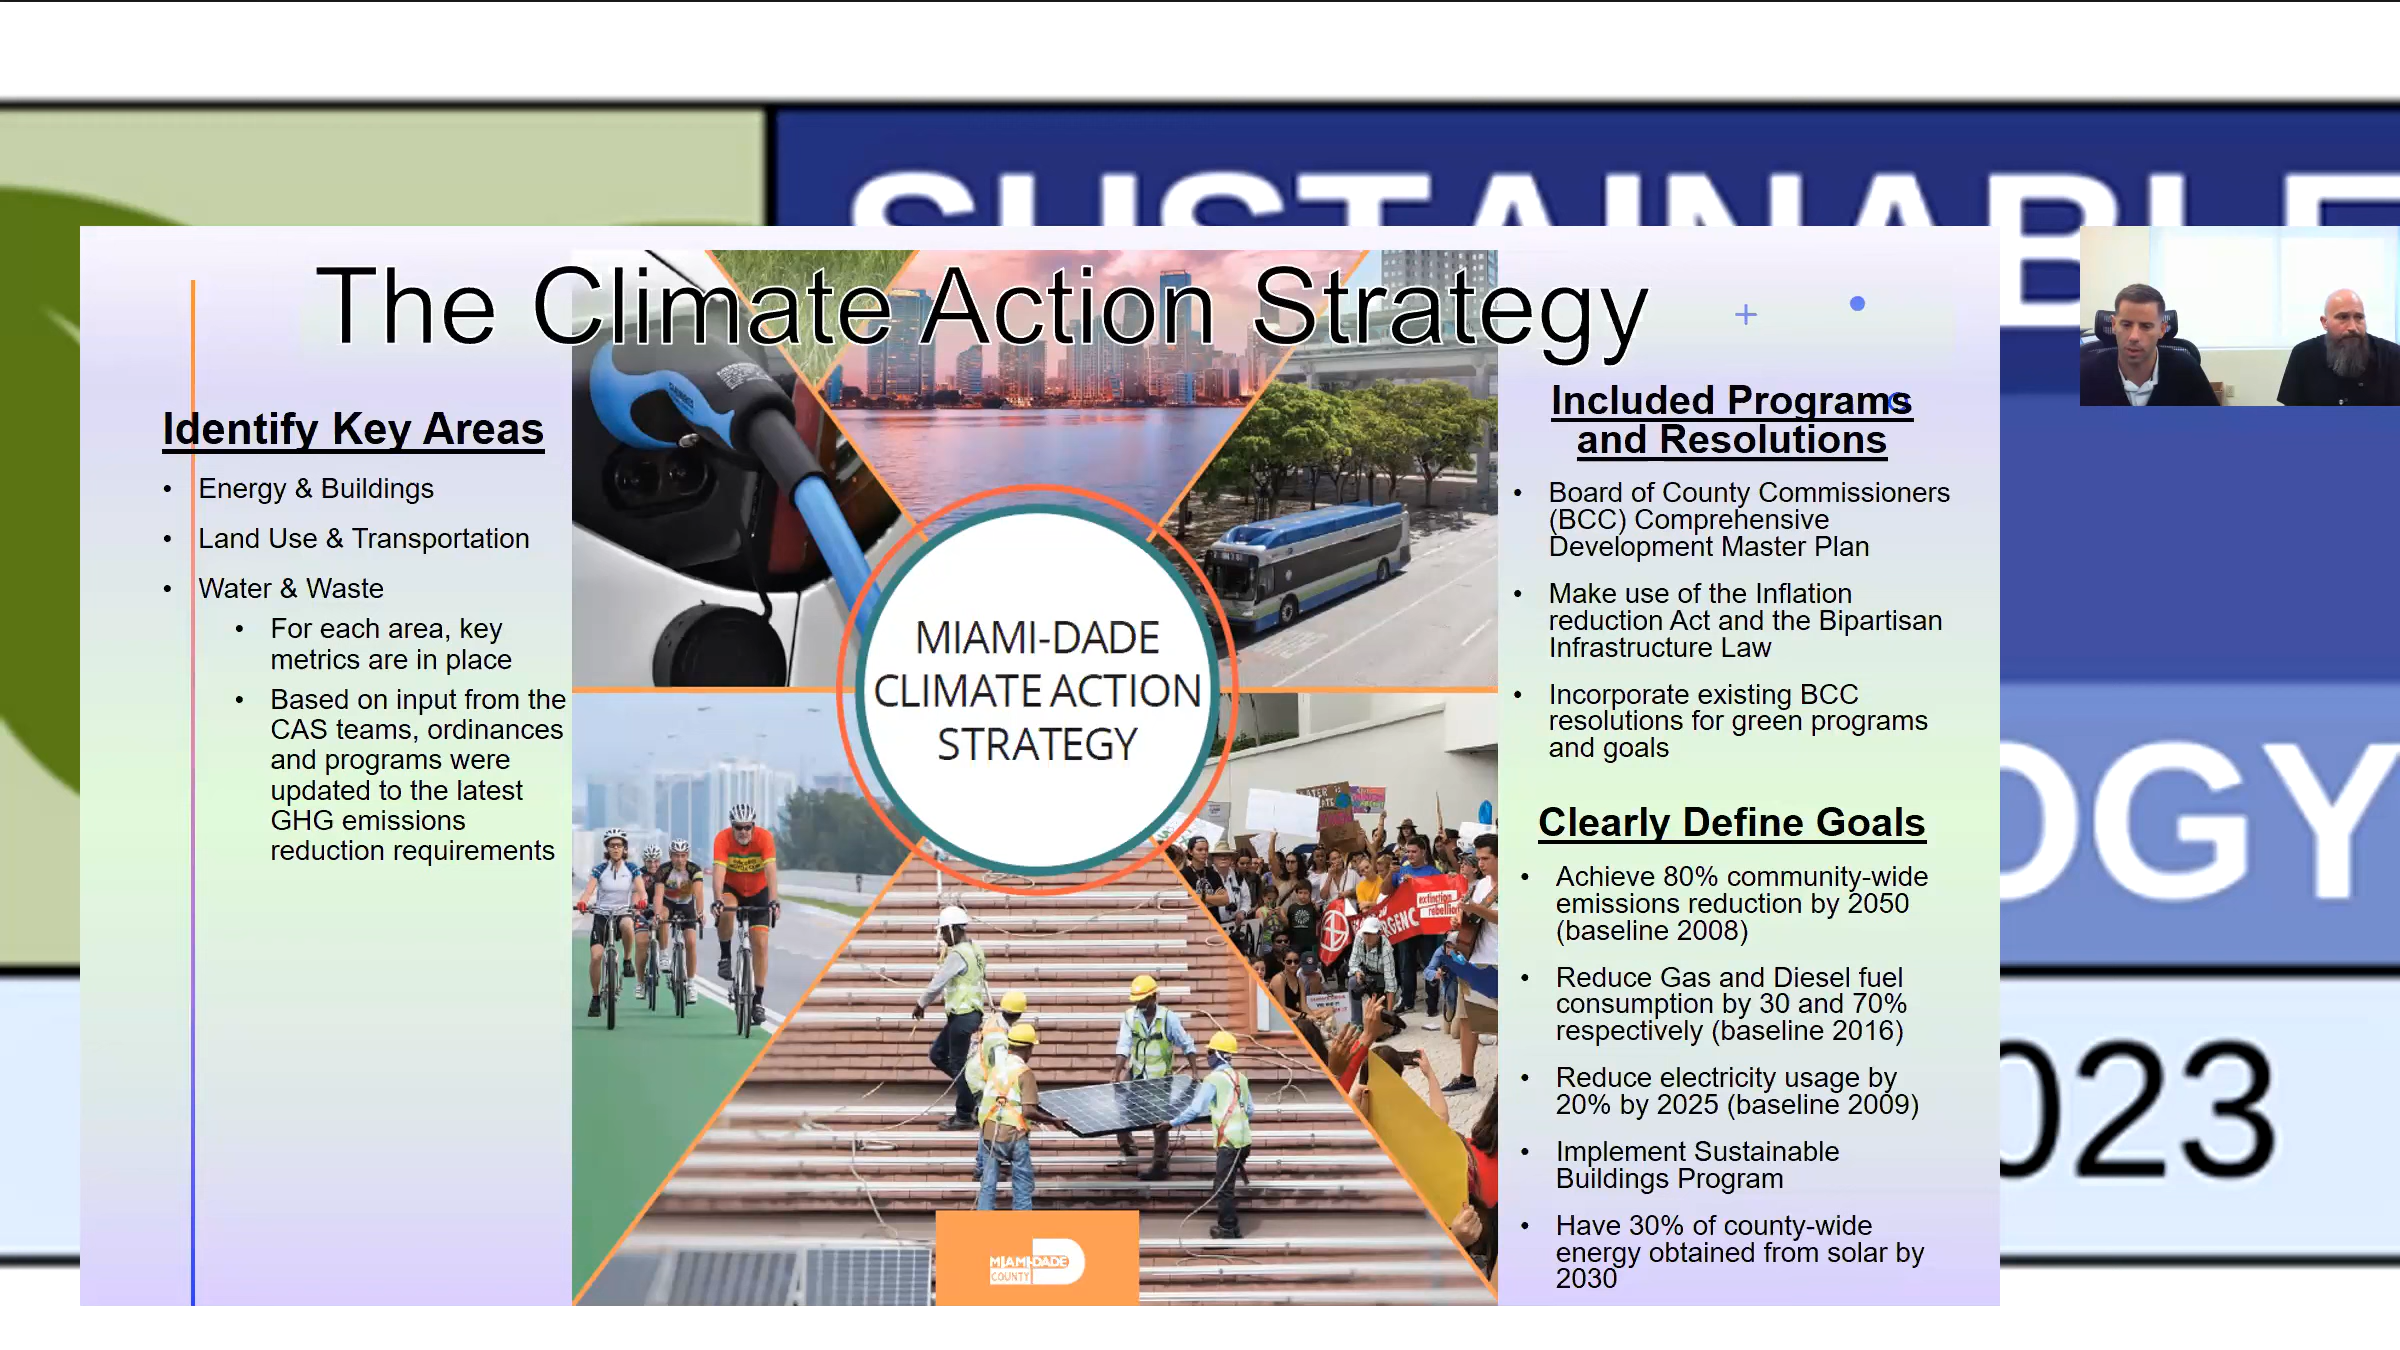 SUSTAINABLE
The Climate Action Strategy
B
Identify Key Areas
• Energy & Buildings
• Land Use & Transportation
• Water & Waste
• For each area, key
metrics are in place
• Based on input from the
CAS teams, ordinances
and programs were
updated to the latest
GHG emissions
reduction requirements
MIAMI-DADE
CLIMATE ACTION
STRATEGY
extinction
rebellion
MIAMI-DADE
COUNTY
Included Programs
and Resolutions
• Board of County Commissioners
(BCC) Comprehensive
Development Master Plan
• Make use of the Inflation
reduction Act and the Bipartisan
Infrastructure Law
• Incorporate existing BCC
resolutions for green programs
and goals
Clearly Define Goals
• Achieve 80% community-wide
emissions reduction by 2050
(baseline 2008)
• Reduce Gas and Diesel fuel
consumption by 30 and 70%
respectively (baseline 2016)
• Reduce electricity usage by
20% by 2025 (baseline 2009)
• Implement Sustainable
Buildings Program
• Have 30% of county-wide
energy obtained from solar by
2030
OGY
023